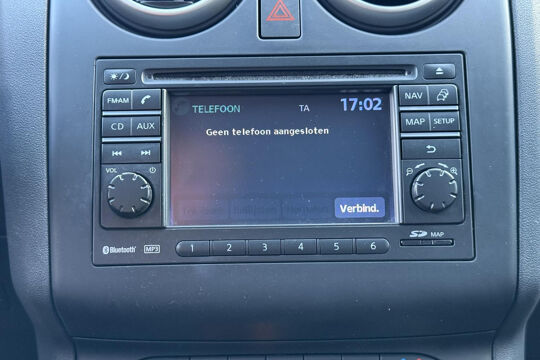 FM•AM
NAV
CD
AUX
MAP
SETUP
VOL
TELEFOON TA 17:02
Geen telefoon aangesloten
Verbind.
Bluetooth MP3
1 2 3 4 5 6
SD MAP